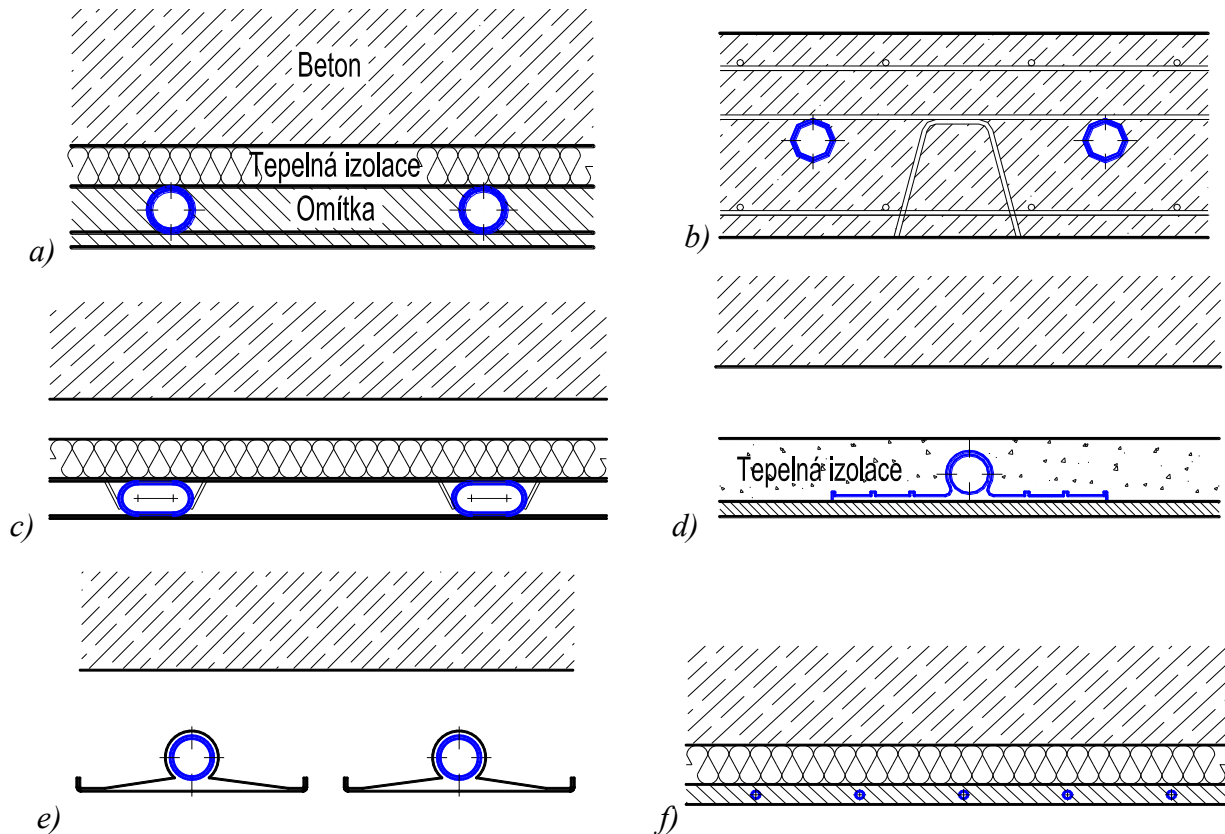 Beton
Tepelná izolace
Omítka
a)
b)
c)
Tepelná izolace
d)
e)
f)